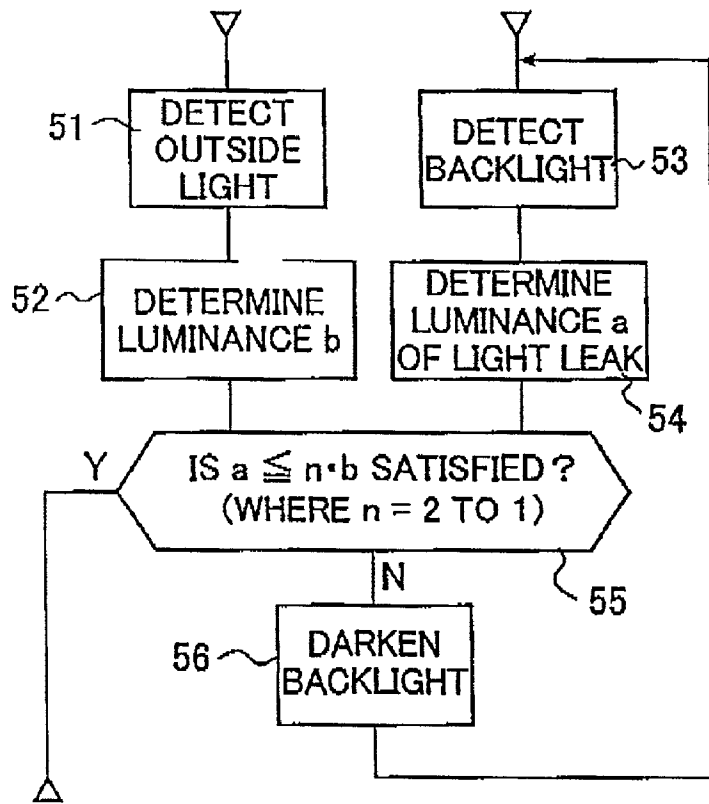 51
DETECT
OUTSIDE
LIGHT
DETECT
BACKLIGHT
53
52
DETERMINE
LUMINANCE b
DETERMINE
LUMINANCE a
OF LIGHT LEAK
54
Y
IS a ≦ n·b SATISFIED ?
(WHERE n = 2 TO 1)
55
N
56
DARKEN
BACKLIGHT